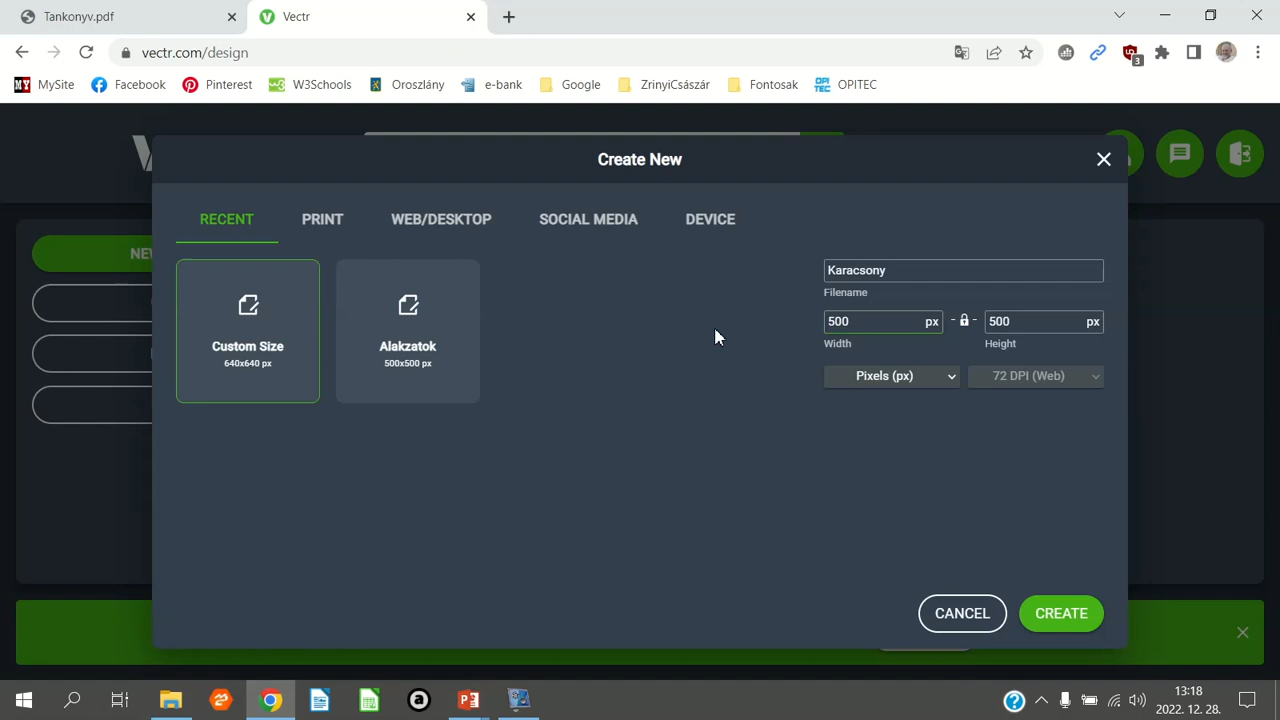 Tankonyv.pdf
Vectr
vectr.com/design
3
MySite
Facebook
Pinterest
W3Schools
Oroszlány
e-bank
Google
ZrinyiCsászár
Fontosak
OPITEC
Create New
RECENT
PRINT
WEB/DESKTOP
SOCIAL MEDIA
DEVICE
NEW
Custom Size
640x640 px
Alakzatok
500x500 px
Karacsony
Filename
500 px
500 px
Width
Height
Pixels (px)
72 DPI (Web)
CANCEL
CREATE
13:18
2022. 12. 28.